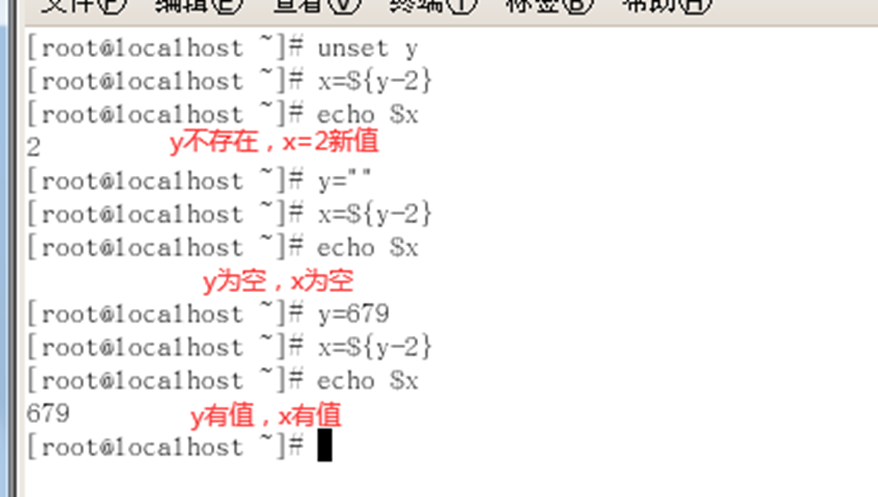 文件(F) 编辑(E) 查看(V) 终端(T) 标签(B) 帮助(H)
[root@localhost ~]# unset y
[root@localhost ~]# x=${y-2}
[root@localhost ~]# echo $x
2 y不存在，x=2新值
[root@localhost ~]# y=""
[root@localhost ~]# x=${y-2}
[root@localhost ~]# echo $x
y为空，x为空
[root@localhost ~]# y=679
[root@localhost ~]# x=${y-2}
[root@localhost ~]# echo $x
679 y有值，x有值
[root@localhost ~]#